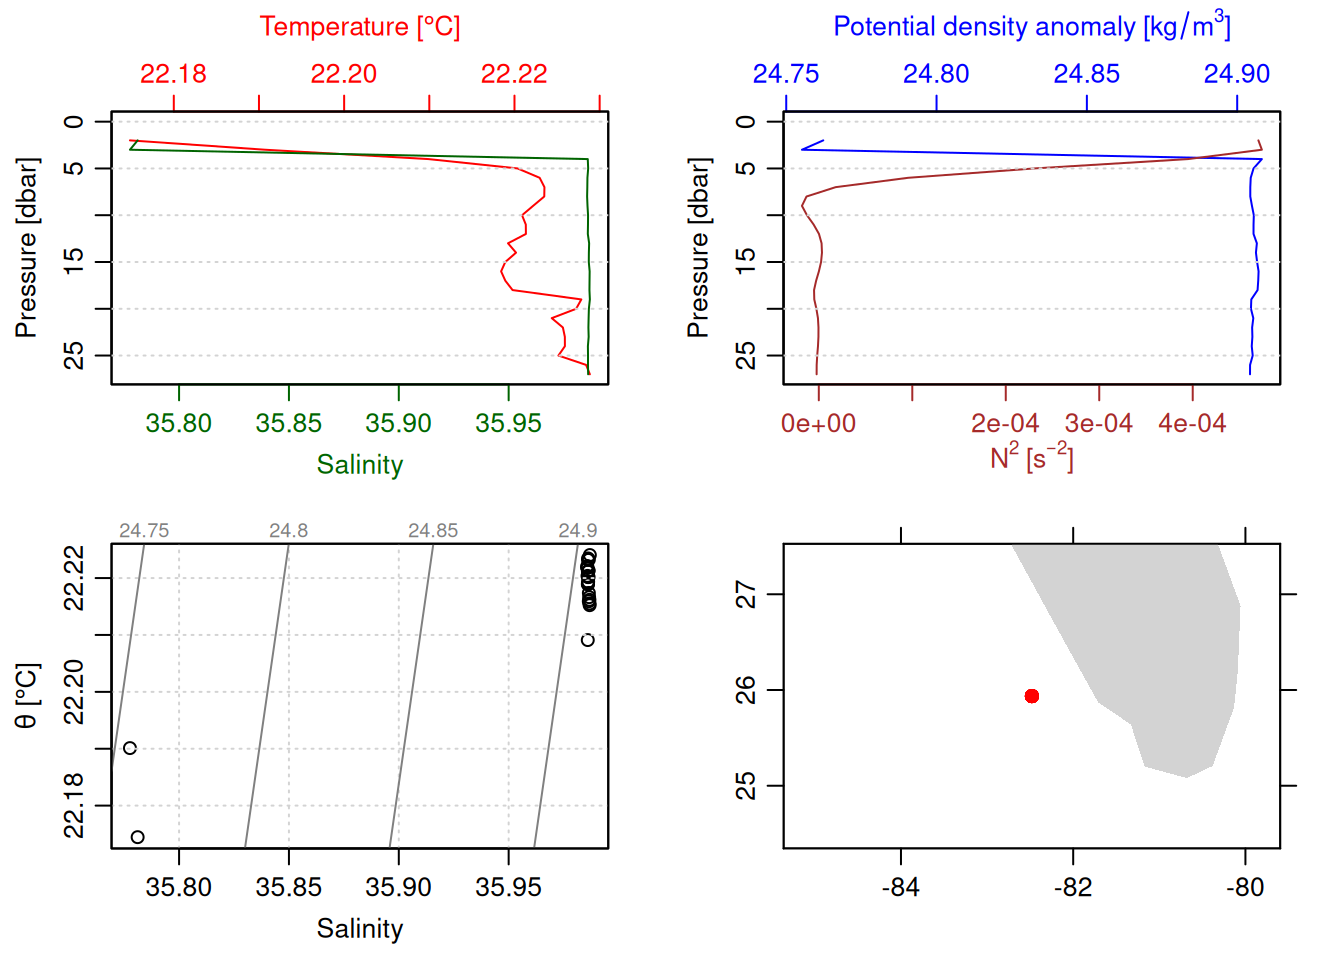 Temperature [°C]
22.18 22.20 22.22
0
5
15
25
Pressure [dbar]
35.80 35.85 35.90 35.95
Salinity
Potential density anomaly [kg/m³]
24.75 24.80 24.85 24.90
0
5
15
25
Pressure [dbar]
0e+00 2e-04 3e-04 4e-04
N² [s⁻²]
24.75 24.8 24.85 24.9
22.22
22.20
22.18
θ [°C]
35.80 35.85 35.90 35.95
Salinity
27
26
25
-84 -82 -80